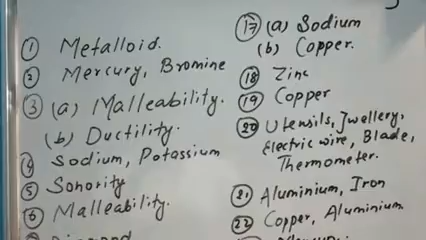 ① Metalloid.
② Mercury, Bromine
③ (a) Malleability.
(b) Ductility.
④ Sodium, Potassium
⑤ Sonority
⑥ Malleability.
⑰ (a) Sodium
(b) Copper.
⑱ Zinc
⑲ Copper
⑳ Utensils, Jwellery,
Electric wire, Blade,
Thermometer.
㉑ Aluminium, Iron
㉒ Copper, Aluminium